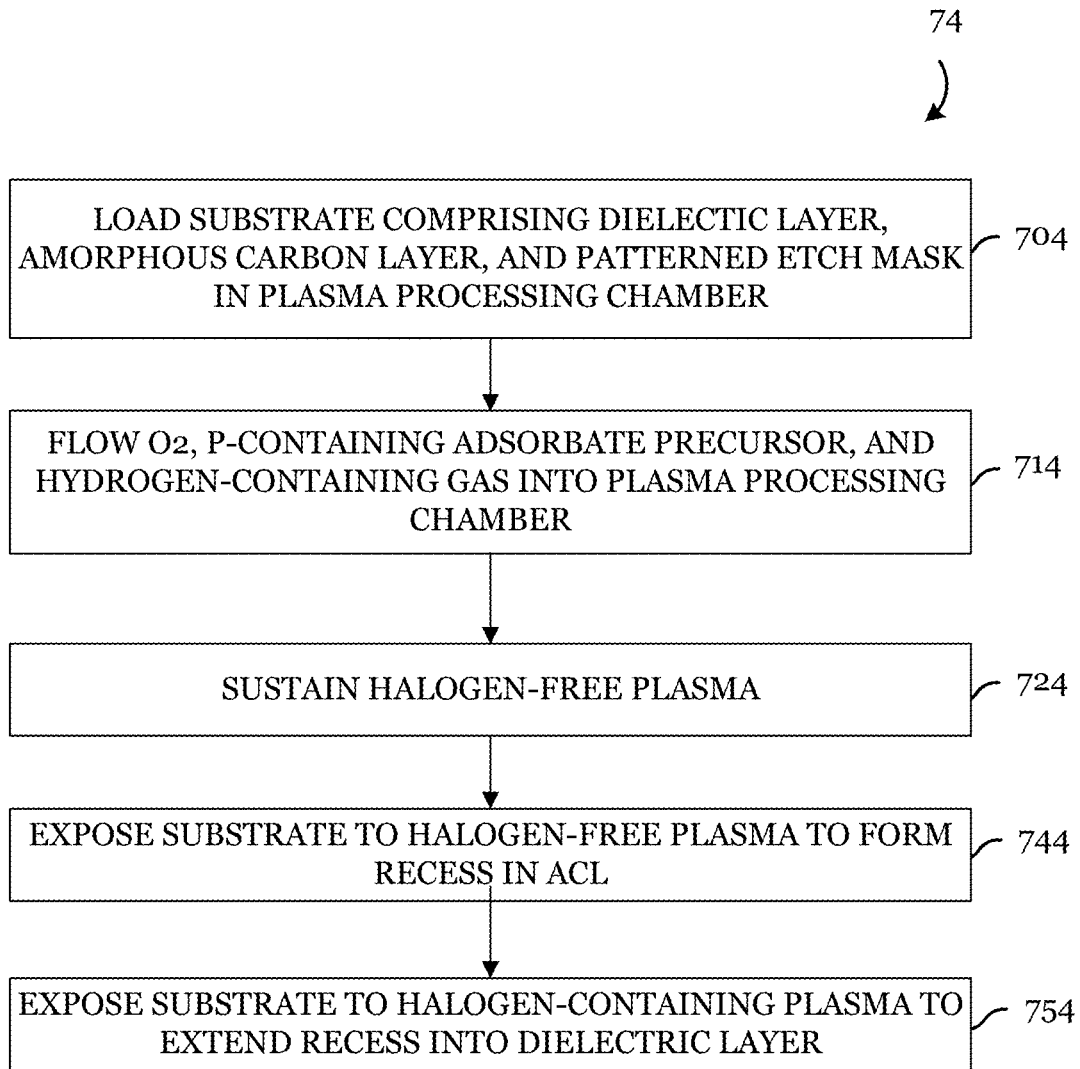 74
LOAD SUBSTRATE COMPRISING DIELECTIC LAYER,
AMORPHOUS CARBON LAYER, AND PATTERNED ETCH MASK
IN PLASMA PROCESSING CHAMBER
704
FLOW O2, P-CONTAINING ADSORBATE PRECURSOR, AND
HYDROGEN-CONTAINING GAS INTO PLASMA PROCESSING
CHAMBER
714
SUSTAIN HALOGEN-FREE PLASMA
724
EXPOSE SUBSTRATE TO HALOGEN-FREE PLASMA TO FORM
RECESS IN ACL
744
EXPOSE SUBSTRATE TO HALOGEN-CONTAINING PLASMA TO
EXTEND RECESS INTO DIELECTRIC LAYER
754